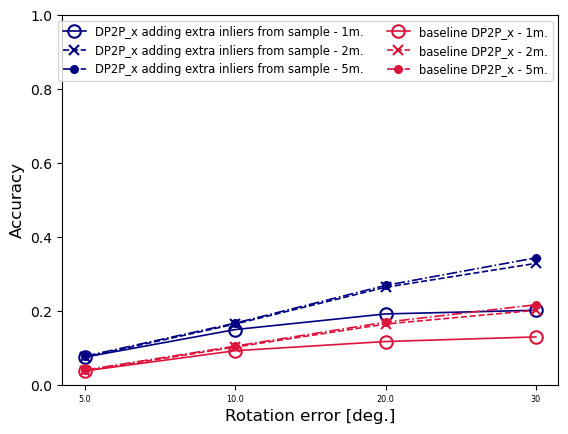 1.0
DP2P_x adding extra inliers from sample - 1m.
DP2P_x adding extra inliers from sample - 2m.
DP2P_x adding extra inliers from sample - 5m.
baseline DP2P_x - 1m.
baseline DP2P_x - 2m.
baseline DP2P_x - 5m.
0.8
0.6
0.4
0.2
0.0
Accuracy
5.0 10.0 20.0 30
Rotation error [deg.]